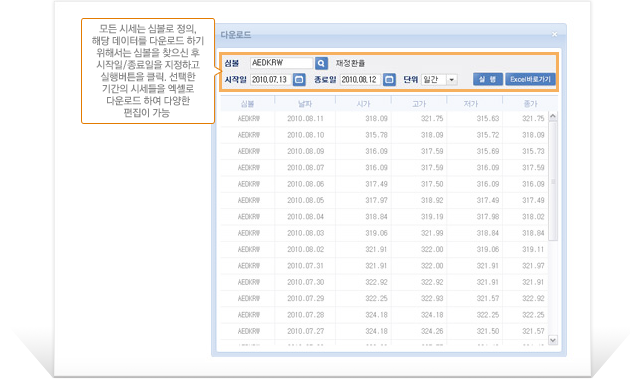 모든 시세는 심볼로 정의,
해당 데이터를 다운로드 하기
위해서는 심볼을 찾으신 후
시작일/종료일을 지정하고
실행버튼을 클릭. 선택한
기간의 시세들을 엑셀로
다운로드 하여 다양한
편집이 가능
다운로드
심볼 AEDKRW 재정환율
시작일 2010.07.13 종료일 2010.08.12 단위 일간 실 행 Excel바로가기
심볼 날짜 시가 고가 저가 종가
AEDKRW 2010.08.11 318.09 321.75 315.63 321.75
AEDKRW 2010.08.10 315.78 318.09 315.72 318.09
AEDKRW 2010.08.09 316.09 317.59 315.69 315.73
AEDKRW 2010.08.07 316.09 317.59 316.09 317.59
AEDKRW 2010.08.06 317.49 317.50 316.09 316.09
AEDKRW 2010.08.05 317.97 318.92 317.49 317.49
AEDKRW 2010.08.04 318.84 319.19 317.98 318.02
AEDKRW 2010.08.03 319.06 321.99 318.84 318.84
AEDKRW 2010.08.02 321.91 322.00 319.06 319.11
AEDKRW 2010.07.31 321.91 322.00 321.91 321.97
AEDKRW 2010.07.30 322.92 322.92 321.91 321.91
AEDKRW 2010.07.29 322.25 322.93 321.57 322.92
AEDKRW 2010.07.28 324.18 324.18 322.25 322.25
AEDKRW 2010.07.27 324.18 324.26 321.50 321.57